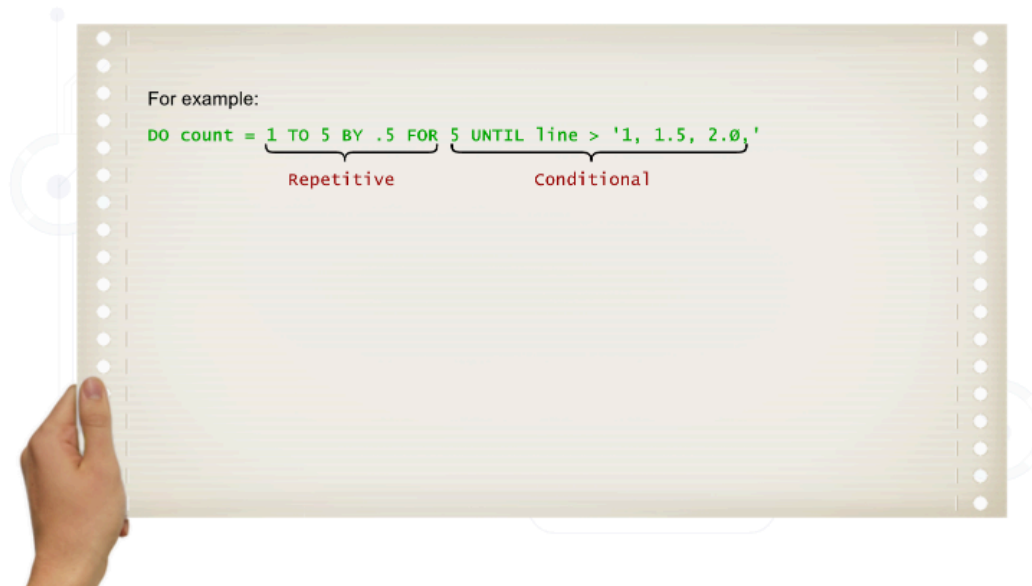 For example:
DO count = 1 TO 5 BY .5 FOR 5 UNTIL line > '1, 1.5, 2.Ø,'
Repetitive Conditional